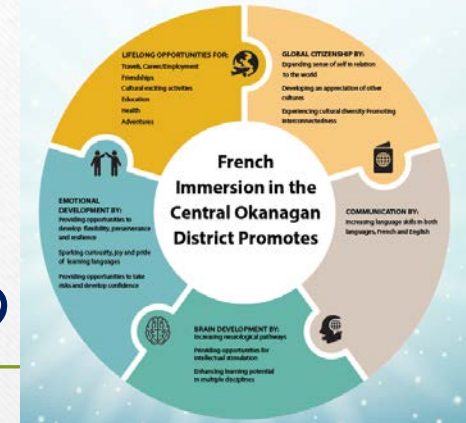 LIFELONG OPPORTUNITIES FOR:
Travels, Career/Employment
Friendships
Cultural exciting activities
Education
Health
Adventures
GLOBAL CITIZENSHIP BY:
Expanding sense of self in relation
to the world
Developing an appreciation of other
cultures
Experiencing cultural diversity Promoting
interconnectedness
French
Immersion in the
Central Okanagan
District Promotes
COMMUNICATION BY:
Increasing language skills in both
languages, French and English
BRAIN DEVELOPMENT BY:
Increasing neurological pathways
Providing opportunities for
intellectual stimulation
Enhancing learning potential
in multiple disciplines
EMOTIONAL
DEVELOPMENT BY:
Providing opportunities to
develop flexibility, perseverance
and resilience
Sparking curiosity, joy and pride
of learning languages
Providing opportunities to take
risks and develop confidence